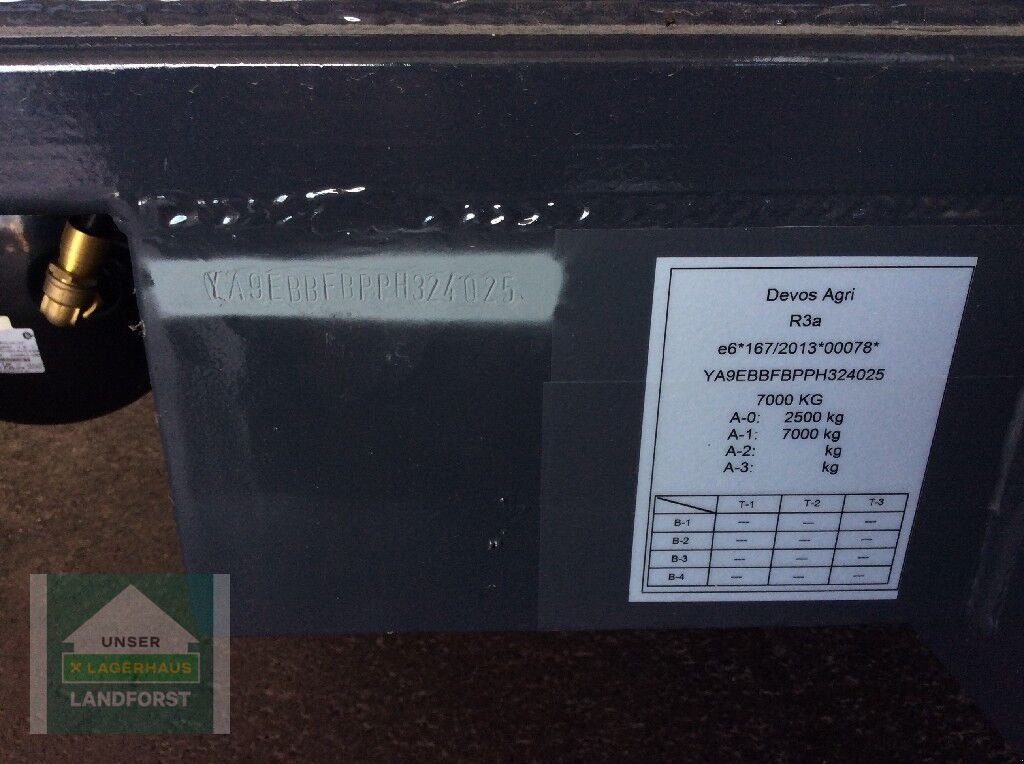 YA9EBBFBPPH324025
Devos Agri
R3a
e6*167/2013*00078*
YA9EBBFBPPH324025
7000 KG
A-0: 2500 kg
A-1: 7000 kg
A-2: kg
A-3: kg
T-1 T-2 T-3
B-1 — — —
B-2 — — —
B-3 — — —
B-4 — — —
UNSER
X LAGERHAUS
LANDFORST